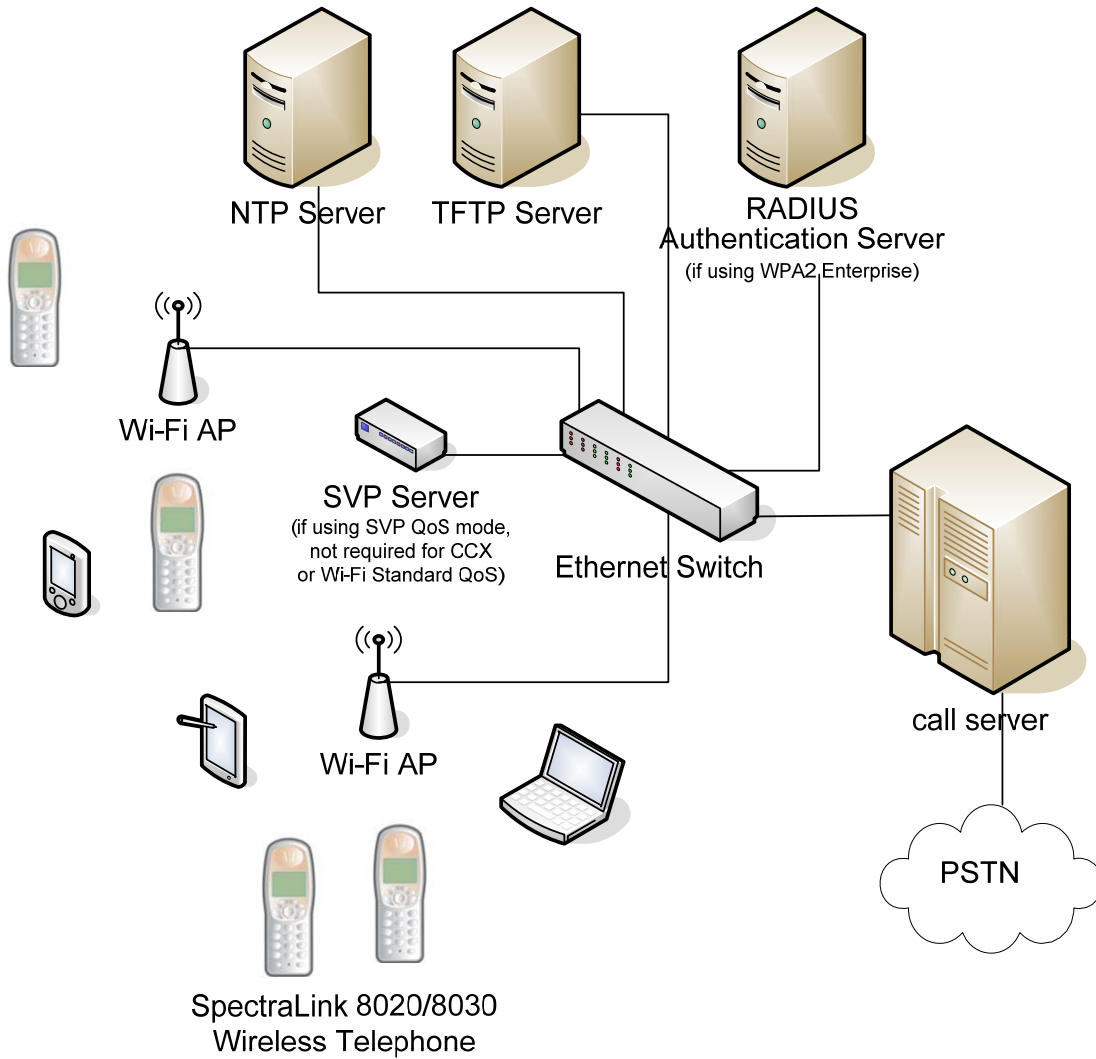 NTP Server
TFTP Server
RADIUS
Authentication Server
(if using WPA2 Enterprise)
Wi-Fi AP
SVP Server
(if using SVP QoS mode,
not required for CCX
or Wi-Fi Standard QoS)
Ethernet Switch
call server
Wi-Fi AP
PSTN
SpectraLink 8020/8030
Wireless Telephone